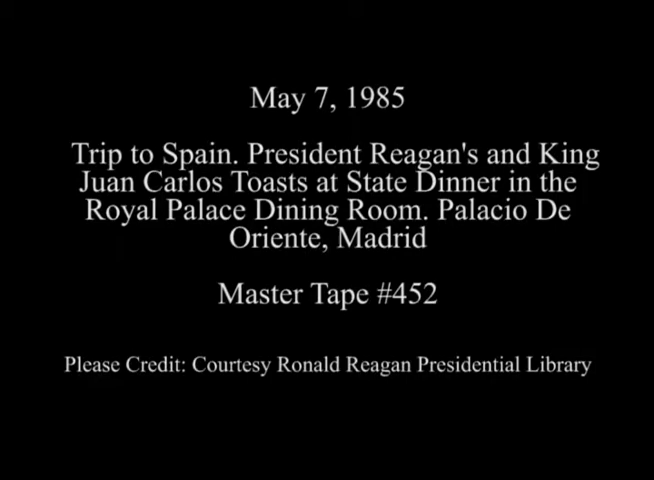 May 7, 1985
Trip to Spain. President Reagan's and King
Juan Carlos Toasts at State Dinner in the
Royal Palace Dining Room. Palacio De
Oriente, Madrid
Master Tape #452
Please Credit: Courtesy Ronald Reagan Presidential Library